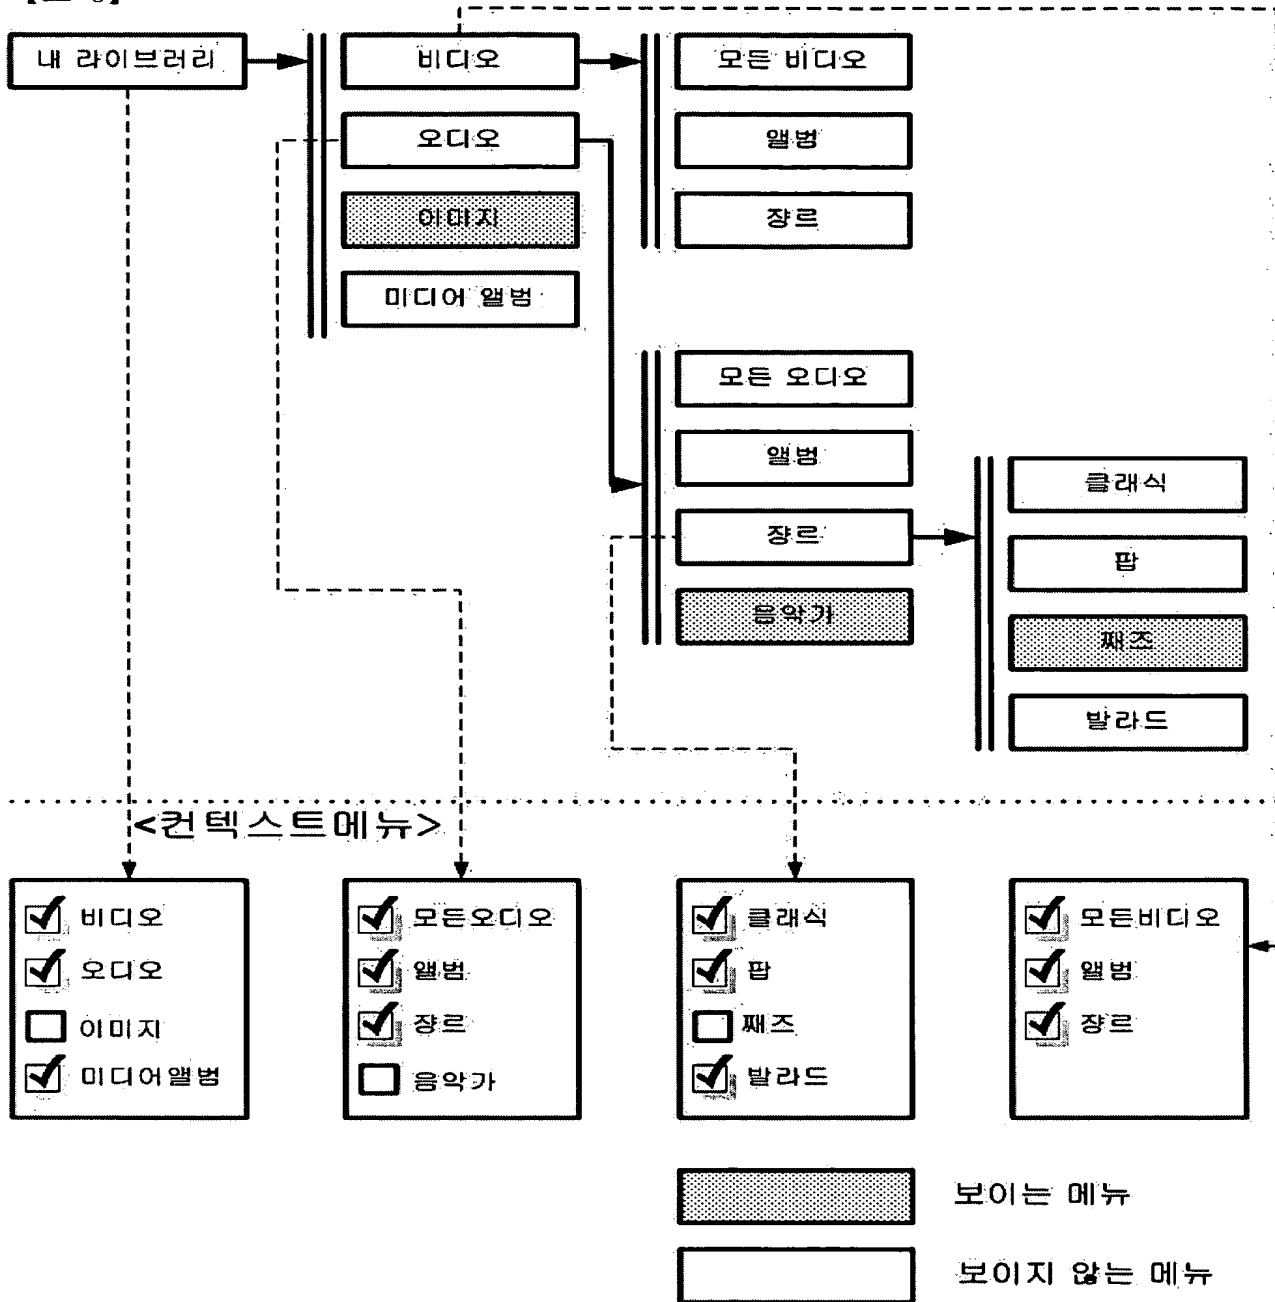 내 라이브러리
비디오
오디오
이미지
미디어 앨범
모든 비디오
앨범
쟝르
모든 오디오
앨범
쟝르
음악가
클래식
팝
째즈
발라드
<컨텍스트메뉴>
비디오
오디오
이미지
미디어앨범
모든오디오
앨범
쟝르
음악가
클래식
팝
째즈
발라드
모든비디오
앨범
쟝르
보이는 메뉴
보이지 않는 메뉴